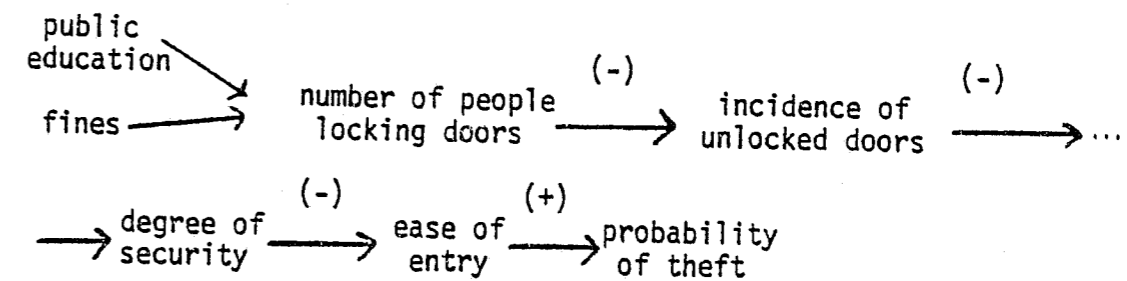 public
education
fines
number of people
locking doors
(-)
incidence of
unlocked doors
(-)
...
degree of
security
(-)
ease of
entry
(+)
probability
of theft